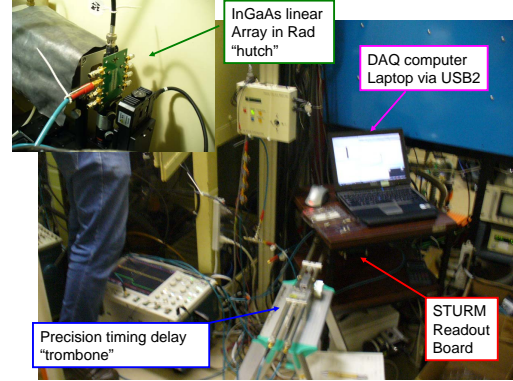 InGaAs linear
Array in Rad
“hutch”
DAQ computer
Laptop via USB2
Precision timing delay
“trombone”
STURM
Readout
Board